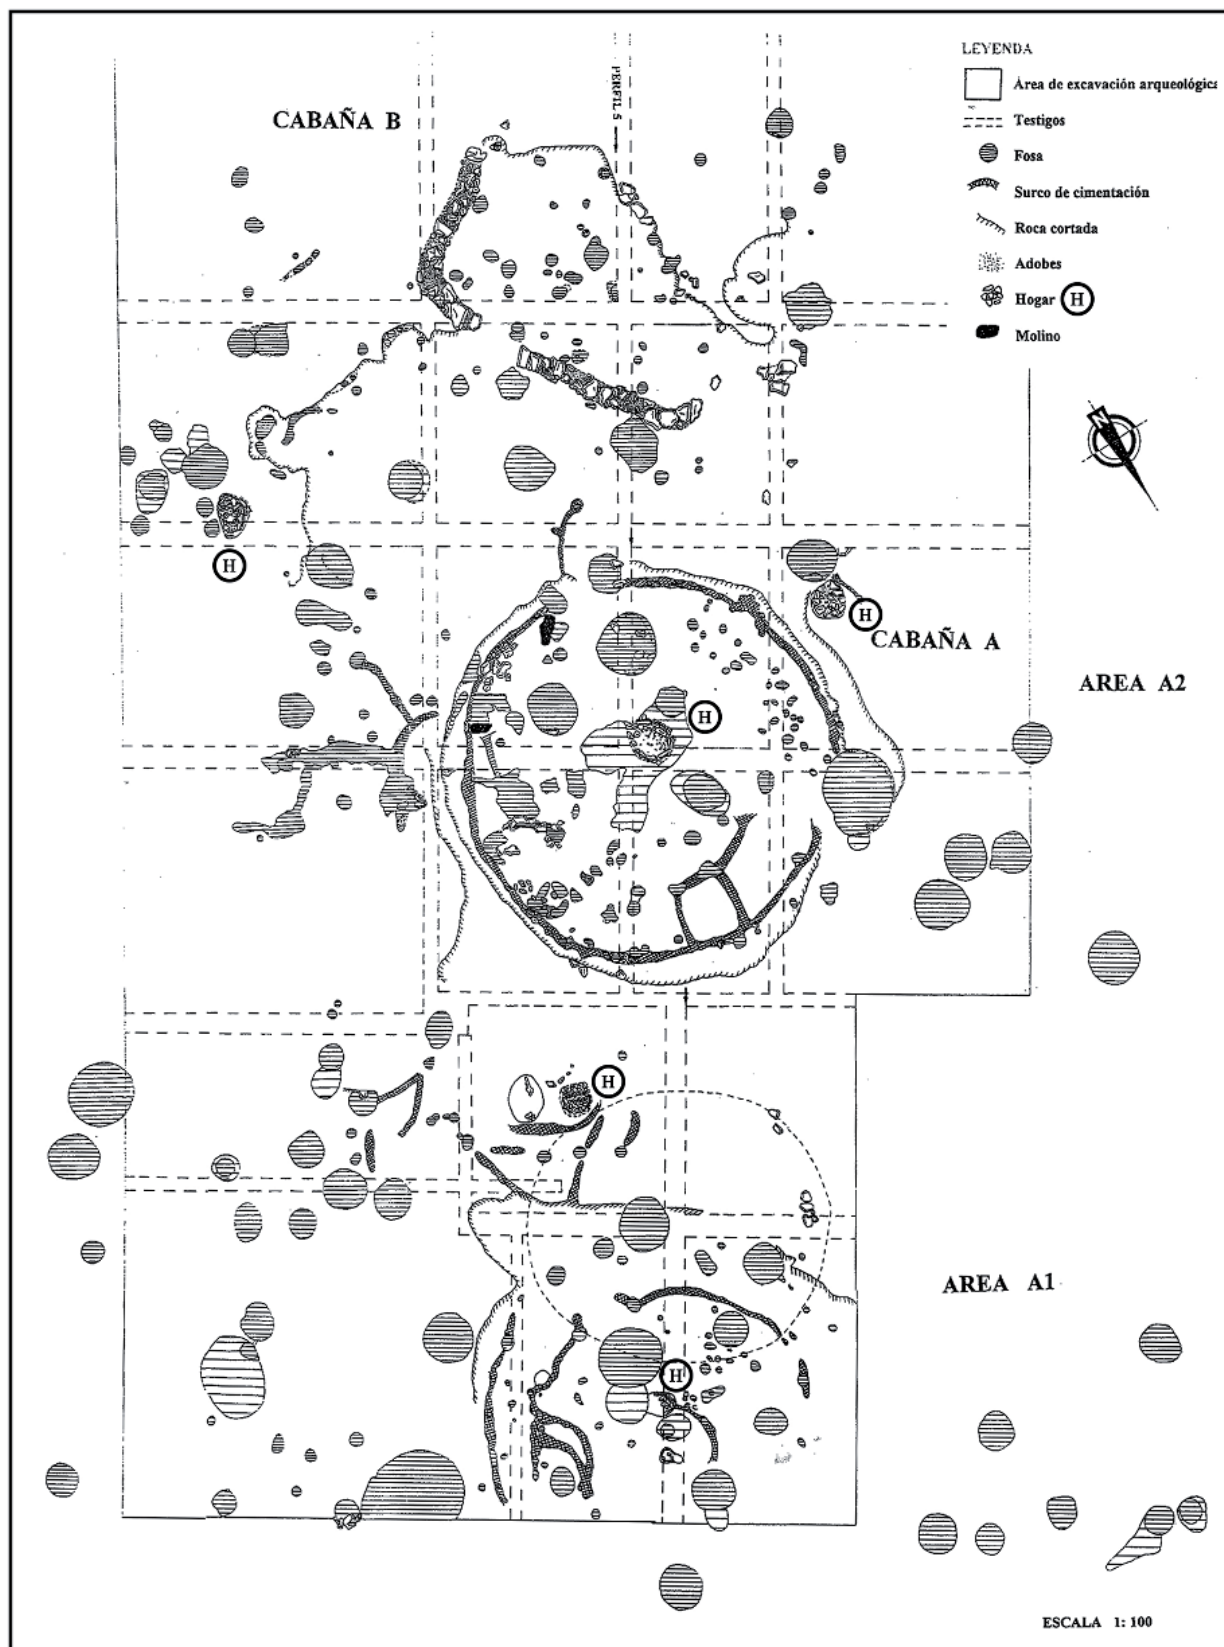 LEYENDA
Area de excavación arqueológica
Testigos
Fosa
Surco de cimentación
Roca cortada
Adobes
Hogar H
Molino
CABAÑA B
PERFIL 5
N
H
H
CABAÑA A
AREA A2
H
H
AREA A1
H
ESCALA 1: 100